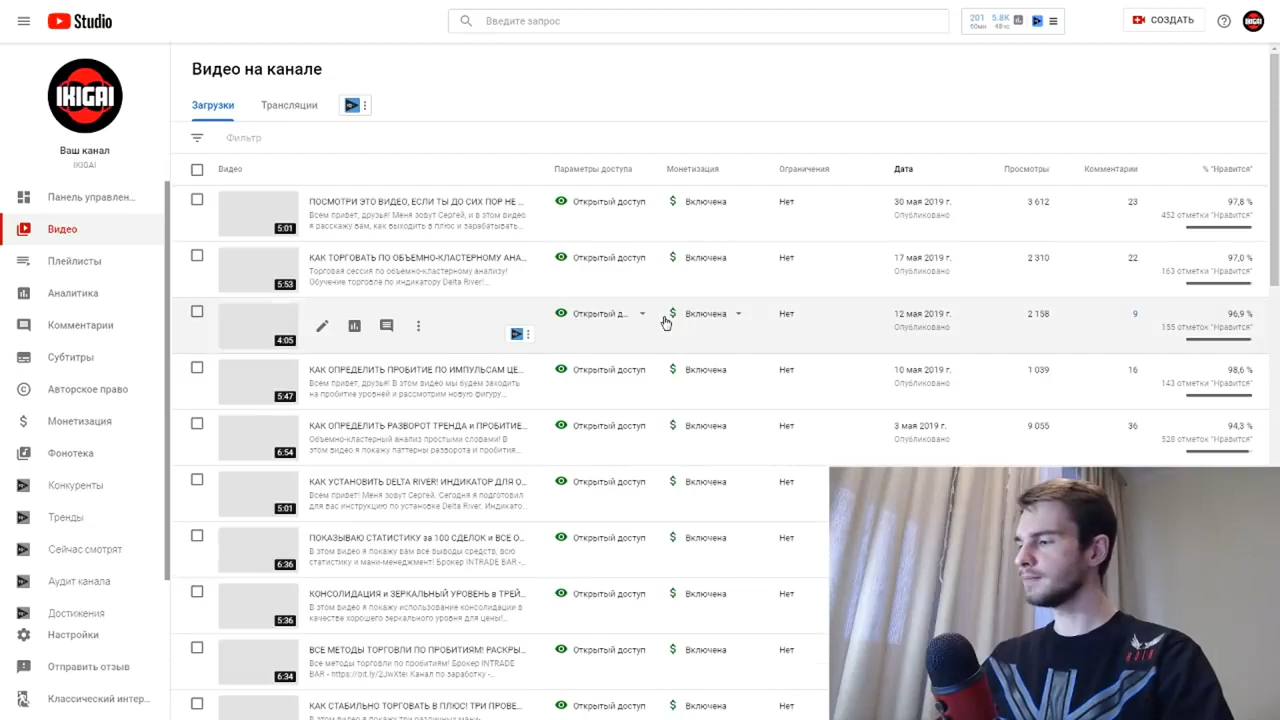 Studio
Введите запрос
201 5.8K
60мин 48чс
СОЗДАТЬ
IKIGAI
Ваш канал
IKIGAI
Панель управлен...
Видео
Плейлисты
Аналитика
Комментарии
Субтитры
Авторское право
Монетизация
Фонотека
Конкуренты
Тренды
Сейчас смотрят
Аудит канала
Достижения
Настройки
Отправить отзыв
Классический интер...
Видео на канале
Загрузки Трансляции
Фильтр
Видео Параметры доступа Монетизация Ограничения Дата Просмотры Комментарии % "Нравится"
ПОСМОТРИ ЭТО ВИДЕО, ЕСЛИ ТЫ ДО СИХ ПОР НЕ ... Открытый доступ Включена Нет 30 мая 2019 г. 3 612 23 97,8 %
Всем привет, друзья! Меня зовут Сергей, и в этом видео Опубликовано 452 отметки "Нравится"
я расскажу вам, как выходить в плюс и зарабатывать...
5:01
КАК ТОРГОВАТЬ ПО ОБЪЕМНО-КЛАСТЕРНОМУ АНА... Открытый доступ Включена Нет 17 мая 2019 г. 2 310 22 97,0 %
Торговая сессия по объемно-кластерному анализу! Опубликовано 163 отметки "Нравится"
Обучение торговле по индикатору Delta River!...
5:53
Открытый д... Включена Нет 12 мая 2019 г. 2 158 9 96,9 %
Опубликовано 155 отметок "Нравится"
4:05
КАК ОПРЕДЕЛИТЬ ПРОБИТИЕ ПО ИМПУЛЬСАМ ЦЕ... Открытый доступ Включена Нет 10 мая 2019 г. 1 039 16 98,6 %
Всем привет, друзья! В этом видео мы будем заходить Опубликовано 143 отметки "Нравится"
на пробитие уровней и рассмотрим новую фигуру...
5:47
КАК ОПРЕДЕЛИТЬ РАЗВОРОТ ТРЕНДА и ПРОБИТИЕ... Открытый доступ Включена Нет 3 мая 2019 г. 9 055 36 94,3 %
Объемно-кластерный анализ простыми словами! В Опубликовано 528 отметок "Нравится"
этом видео я покажу паттерны разворота и пробития...
6:54
КАК УСТАНОВИТЬ DELTA RIVER! ИНДИКАТОР ДЛЯ О... Открытый доступ Включена Нет
Всем привет! Меня зовут Сергей. Сегодня я подготовил
для вас инструкцию по установке Delta River. Индикато...
5:01
ПОКАЗЫВАЮ СТАТИСТИКУ за 100 СДЕЛОК и ВСЕ О... Открытый доступ Включена Нет
В этом видео я покажу вам все выводы средств, всю
статистику и мани-менеджмент! Брокер INTRADE BAR -...
6:36
КОНСОЛИДАЦИЯ и ЗЕРКАЛЬНЫЙ УРОВЕНЬ в ТРЕЙ... Открытый доступ Включена Нет
В этом видео я покажу использование консолидации в
качестве хорошего зеркального уровня для цены!...
5:36
ВСЕ МЕТОДЫ ТОРГОВЛИ ПО ПРОБИТИЯМ! РАСКРЫ... Открытый доступ Включена Нет
Все методы торговли по пробитиям! Брокер INTRADE
BAR - https://bit.ly/2JwXtei Канал по заработку -...
6:34
КАК СТАБИЛЬНО ТОРГОВАТЬ В ПЛЮС! ТРИ ПРОВЕ... Открытый доступ Включена Нет